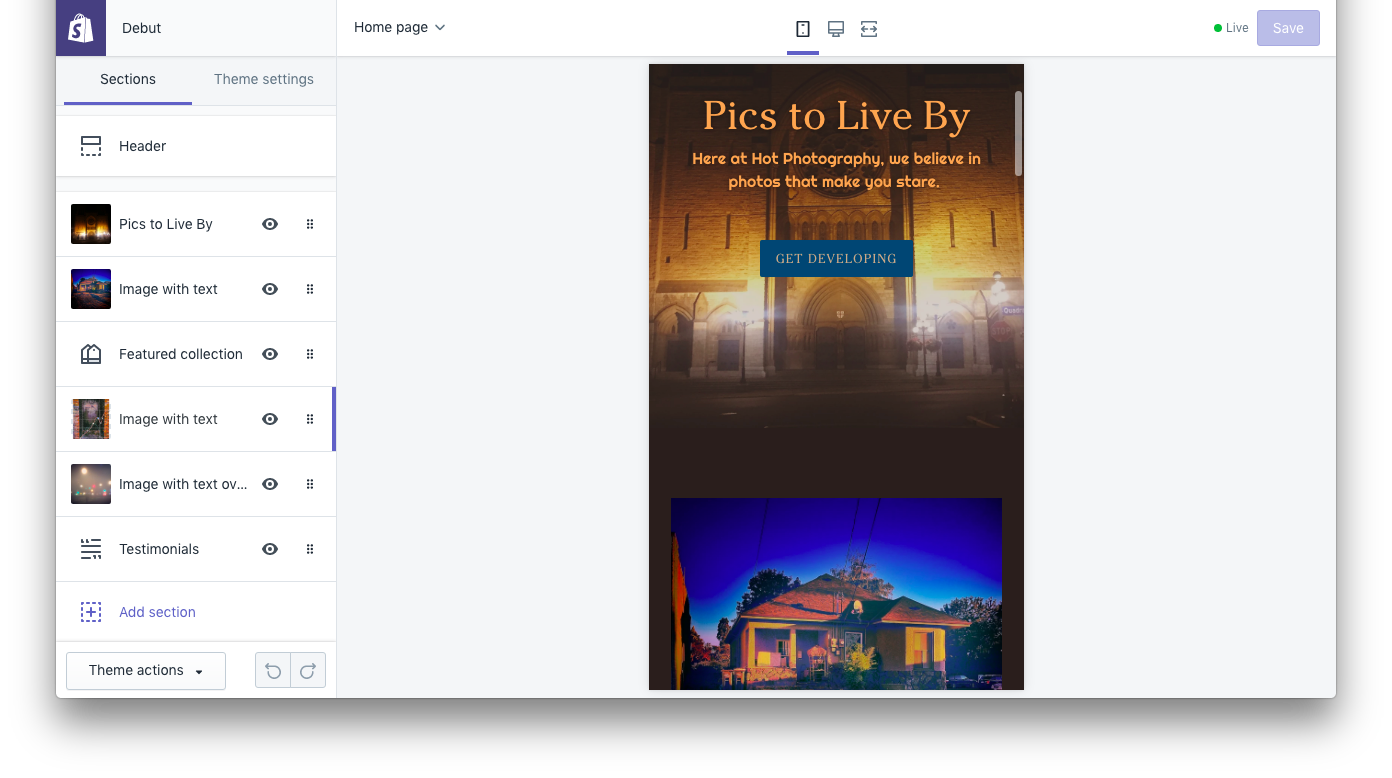 Debut
Home page
Live
Save
Sections
Theme settings
Header
Pics to Live By
Image with text
Featured collection
Image with text
Image with text ov...
Testimonials
Add section
Theme actions
Pics to Live By
Here at Hot Photography, we believe in
photos that make you stare.
GET DEVELOPING